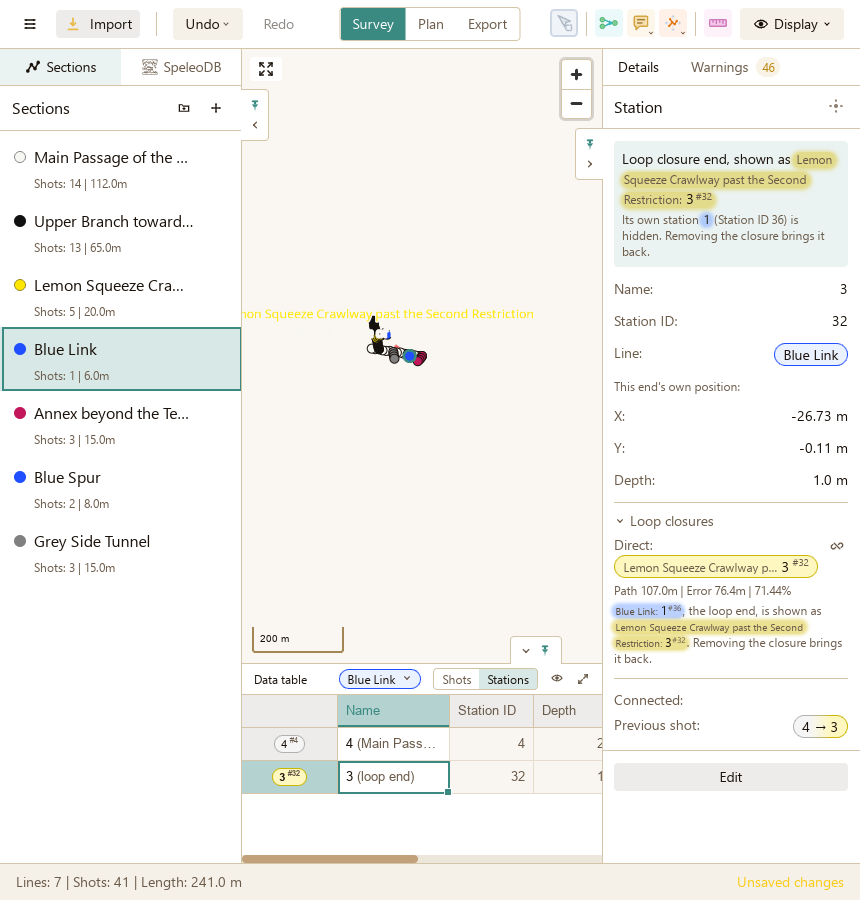 Import
Undo
Redo
Survey
Plan
Export
Display
Sections
SpeleoDB
Sections
Main Passage of the ...
Shots: 14 | 112.0m
Upper Branch toward...
Shots: 13 | 65.0m
Lemon Squeeze Cra...
Shots: 5 | 20.0m
Blue Link
Shots: 1 | 6.0m
Annex beyond the Te...
Shots: 3 | 15.0m
Blue Spur
Shots: 2 | 8.0m
Grey Side Tunnel
Shots: 3 | 15.0m
mon Squeeze Crawlway past the Second Restriction
200 m
Data table
Blue Link
Shots
Stations
Name
Station ID
Depth
4 #4
4 (Main Pass...
4
2
3 #32
3 (loop end)
32
1
Details
Warnings 46
Station
Loop closure end, shown as Lemon
Squeeze Crawlway past the Second
Restriction: 3 #32
Its own station 1 (Station ID 36) is
hidden. Removing the closure brings it
back.
Name: 3
Station ID: 32
Line: Blue Link
This end's own position:
X: -26.73 m
Y: -0.11 m
Depth: 1.0 m
Loop closures
Direct:
Lemon Squeeze Crawlway p... 3 #32
Path 107.0m | Error 76.4m | 71.44%
Blue Link: 1 #36, the loop end, is shown as
Lemon Squeeze Crawlway past the Second
Restriction: 3 #32. Removing the closure brings
it back.
Connected:
Previous shot: 4 → 3
Edit
Lines: 7 | Shots: 41 | Length: 241.0 m
Unsaved changes